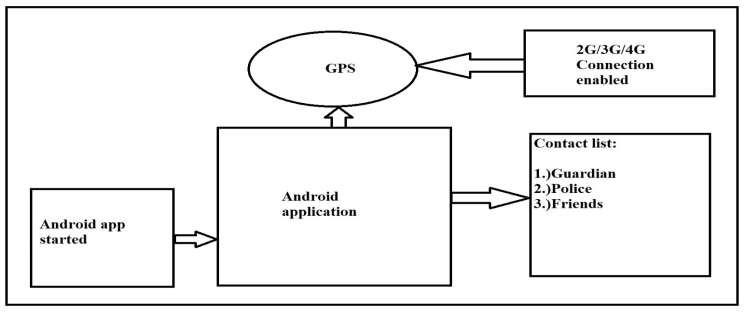 GPS
2G/3G/4G
Connection
enabled
Contact list:
1.)Guardian
2.)Police
3.)Friends
Android
application
Android app
started